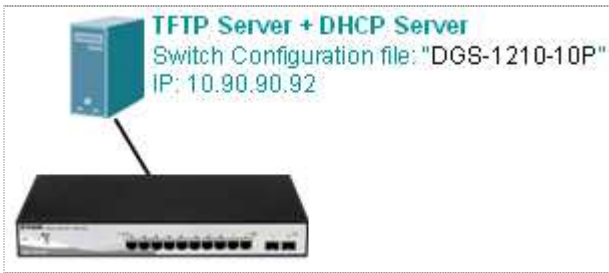 TFTP Server + DHCP Server
Switch Configuration file: "DGS-1210-10P"
IP: 10.90.90.92